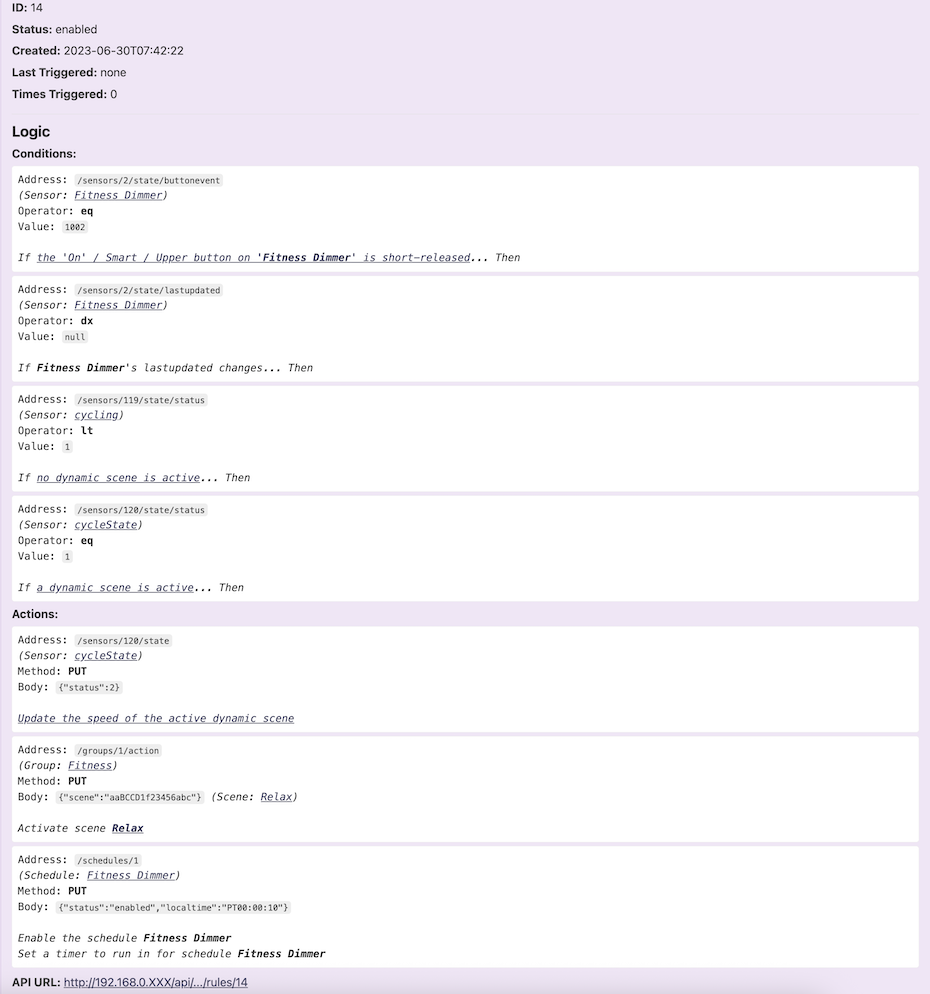 ID: 14
Status: enabled
Created: 2023-06-30T07:42:22
Last Triggered: none
Times Triggered: 0
Logic
Conditions:
Address: /sensors/2/state/buttonevent
(Sensor: Fitness Dimmer)
Operator: eq
Value: 1002
If the 'On' / Smart / Upper button on 'Fitness Dimmer' is short-released... Then
Address: /sensors/2/state/lastupdated
(Sensor: Fitness Dimmer)
Operator: dx
Value: null
If Fitness Dimmer's lastupdated changes... Then
Address: /sensors/119/state/status
(Sensor: cycling)
Operator: lt
Value: 1
If no dynamic scene is active... Then
Address: /sensors/120/state/status
(Sensor: cycleState)
Operator: eq
Value: 1
If a dynamic scene is active... Then
Actions:
Address: /sensors/120/state
(Sensor: cycleState)
Method: PUT
Body: {"status":2}
Update the speed of the active dynamic scene
Address: /groups/1/action
(Group: Fitness)
Method: PUT
Body: {"scene":"aaBCCD1f23456abc"} (Scene: Relax)
Activate scene Relax
Address: /schedules/1
(Schedule: Fitness Dimmer)
Method: PUT
Body: {"status":"enabled","localtime":"PT00:00:10"}
Enable the schedule Fitness Dimmer
Set a timer to run in for schedule Fitness Dimmer
API URL: http://192.168.0.XXX/api/.../rules/14